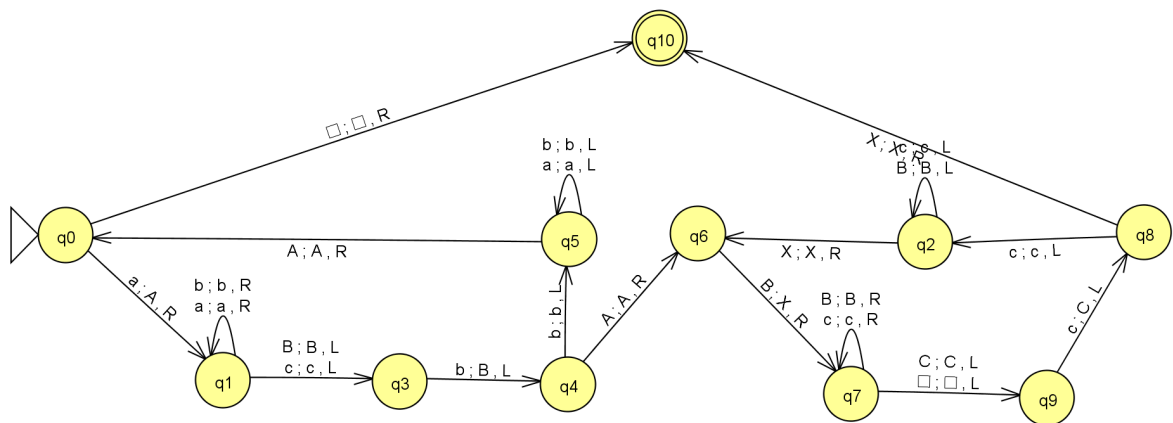 q10
□ ; □ , R
b ; b , L
a ; a , L
X ; X , R
c ; c , L
B ; B , L
q0
q5
q6
q2
q8
A ; A , R
X ; X , R
c ; c , L
a ; A , R
b ; b , R
a ; a , R
b ; b , L
A ; A , R
B ; X , R
B ; B , R
c ; c , R
c ; C , L
B ; B , L
c ; c , L
b ; B , L
C ; C , L
□ ; □ , L
q1
q3
q4
q7
q9